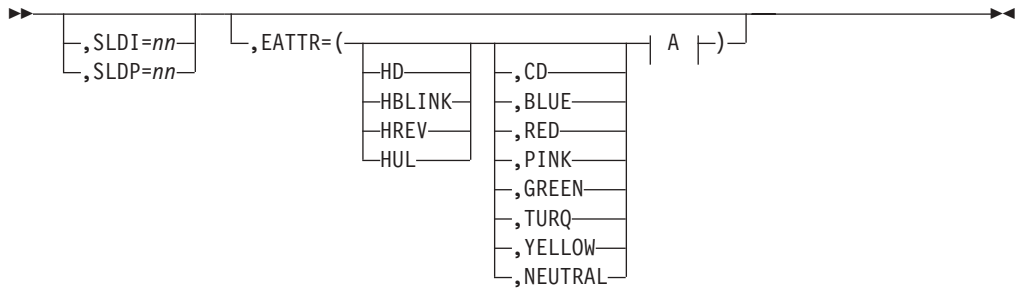 ,SLDI=nn ,EATTR=( A )
,SLDP=nn HD ,CD
HBLINK ,BLUE
HREV ,RED
HUL ,PINK
,GREEN
,TURQ
,YELLOW
,NEUTRAL